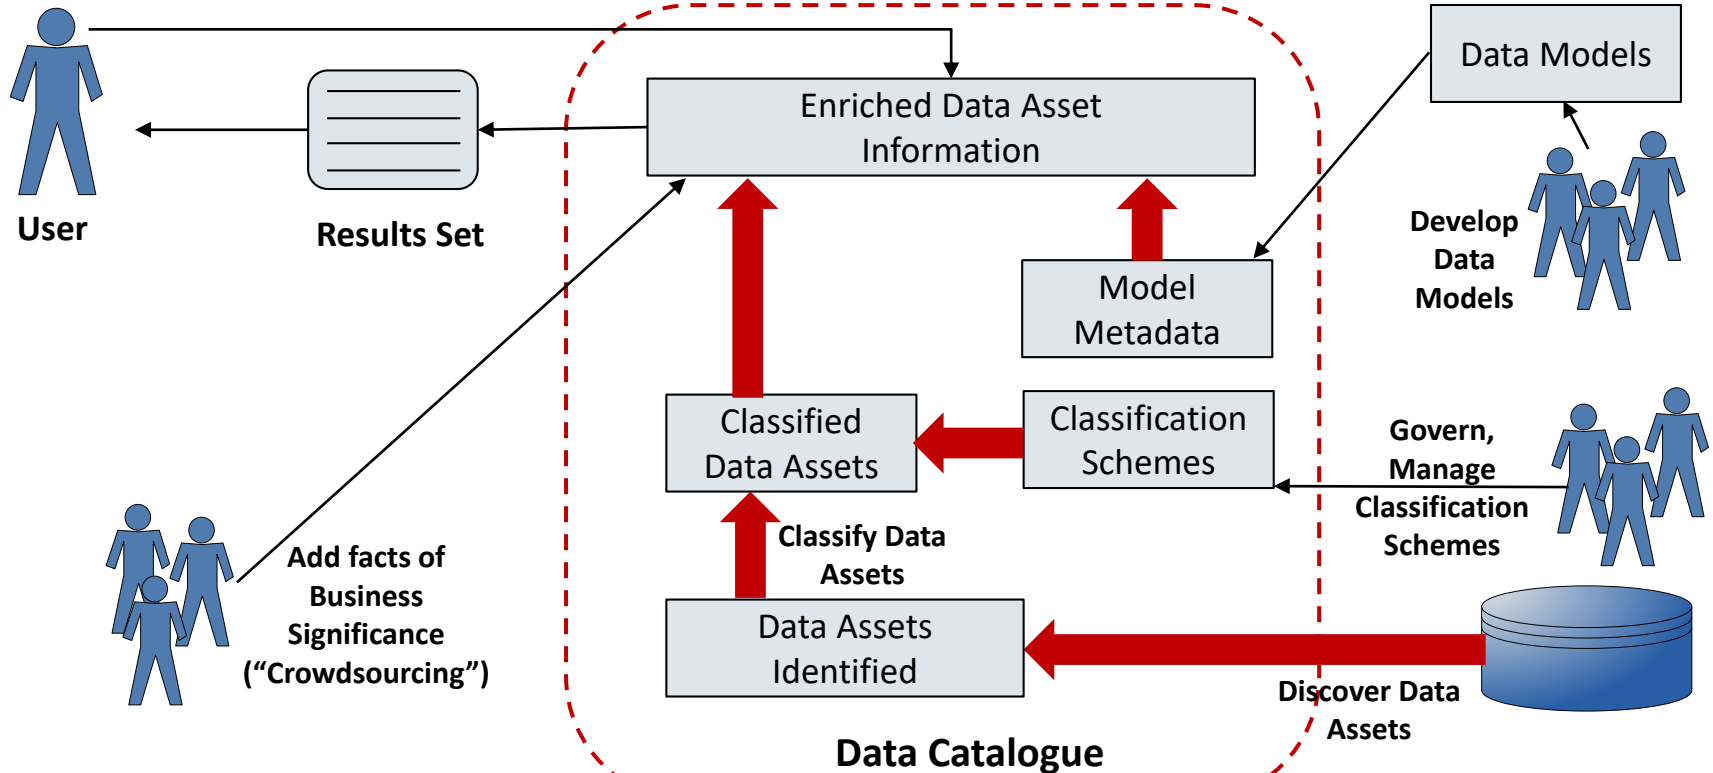 Data Models
Enriched Data Asset
Information
User
Results Set
Develop
Data
Models
Model
Metadata
Classified
Data Assets
Classification
Schemes
Govern,
Manage
Classification
Schemes
Classify Data
Assets
Add facts of
Business
Significance
(“Crowdsourcing”)
Data Assets
Identified
Discover Data
Assets
Data Catalogue